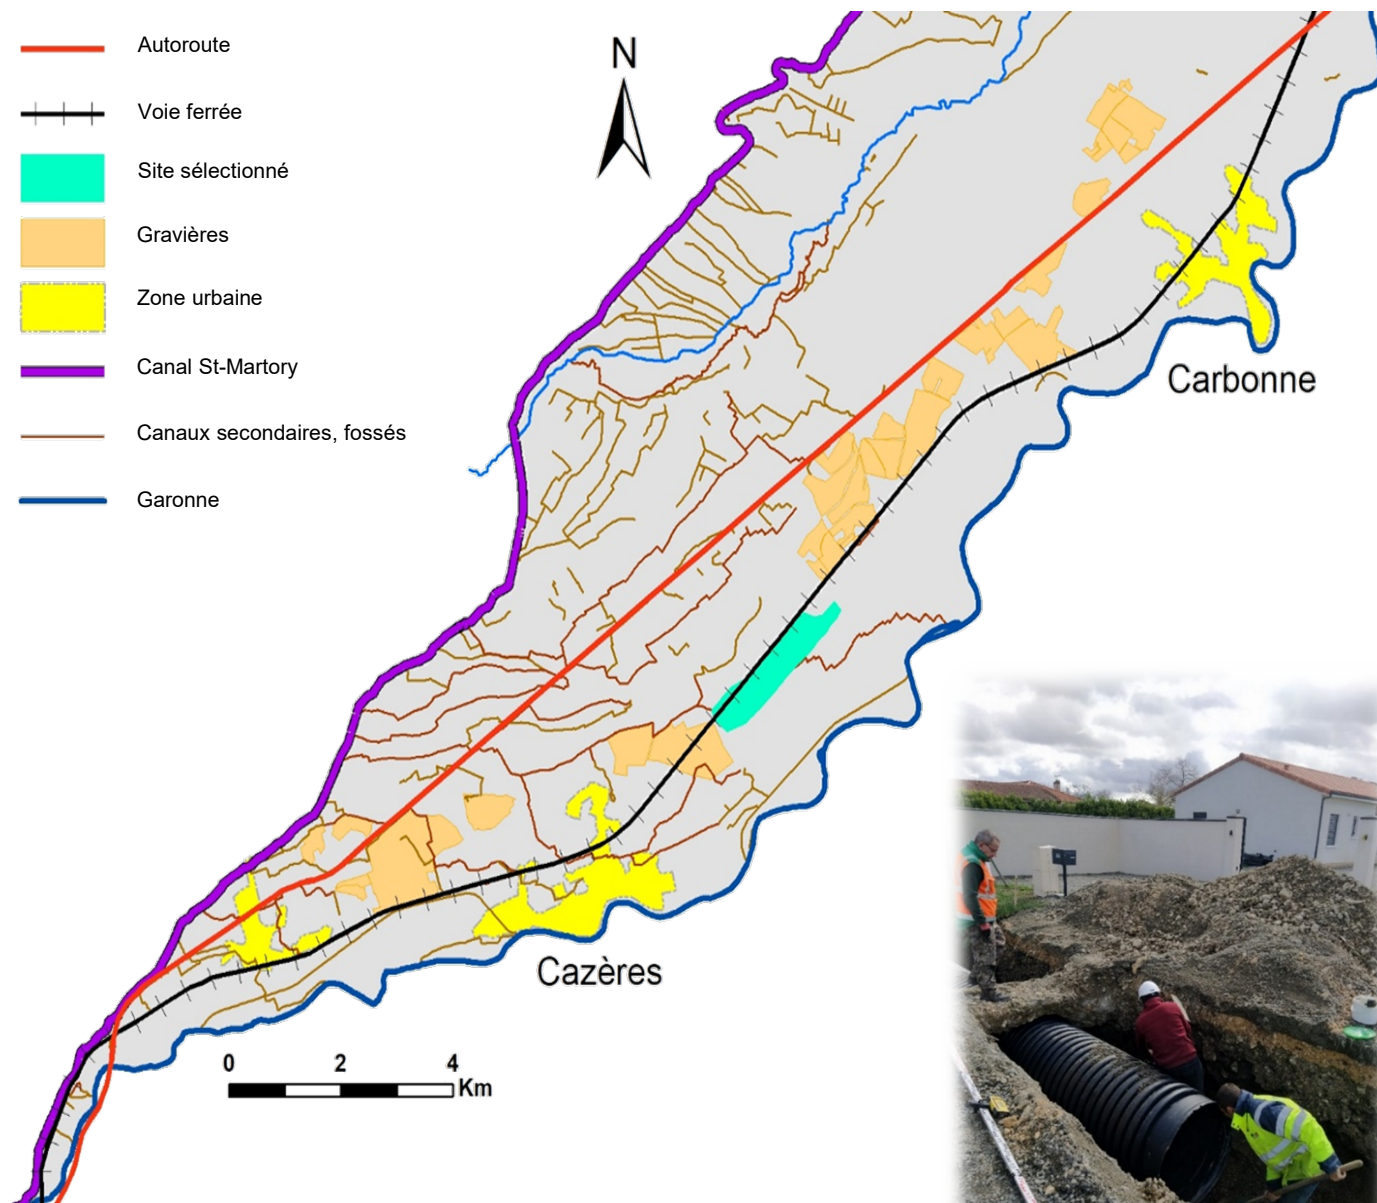 Autoroute
Voie ferrée
Site sélectionné
Gravières
Zone urbaine
Canal St-Martory
Canaux secondaires, fossés
Garonne
N
Carbonne
Cazères
0 2 4
Km